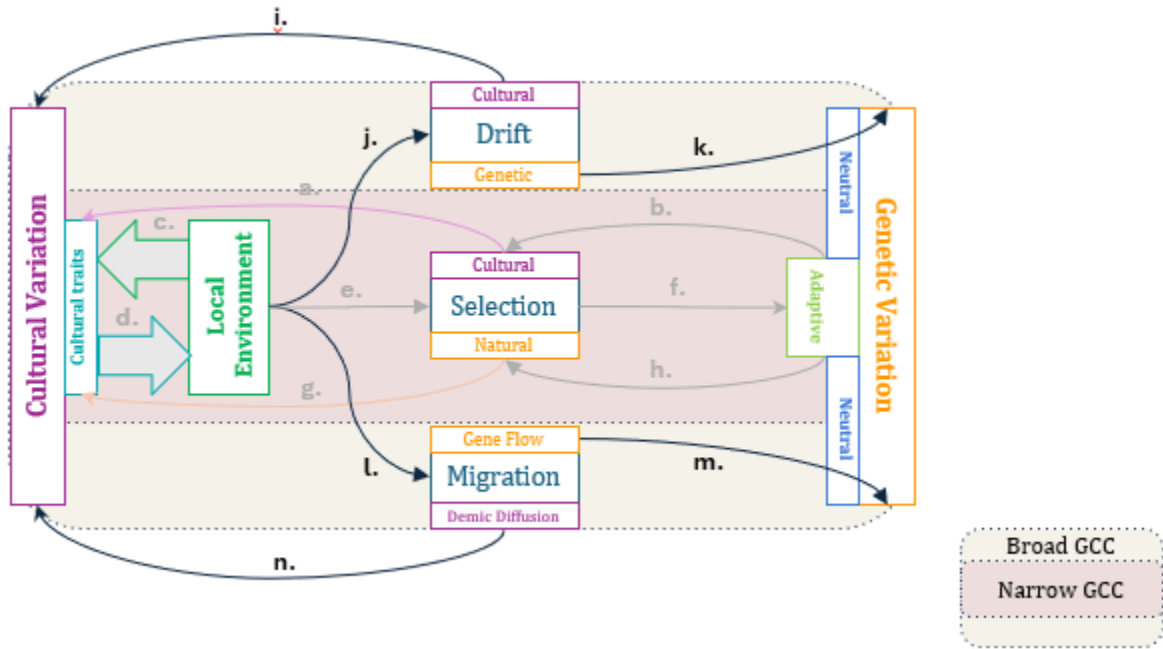 i.
Cultural
Drift
Genetic
j.
k.
Neutral
Genetic Variation
Cultural Variation
Cultural traits
a.
b.
c.
d.
Local
Environment
e.
Cultural
Selection
Natural
f.
Adaptive
g.
h.
Neutral
Gene Flow
Migration
Demic Diffusion
l.
m.
n.
Broad GCC
Narrow GCC